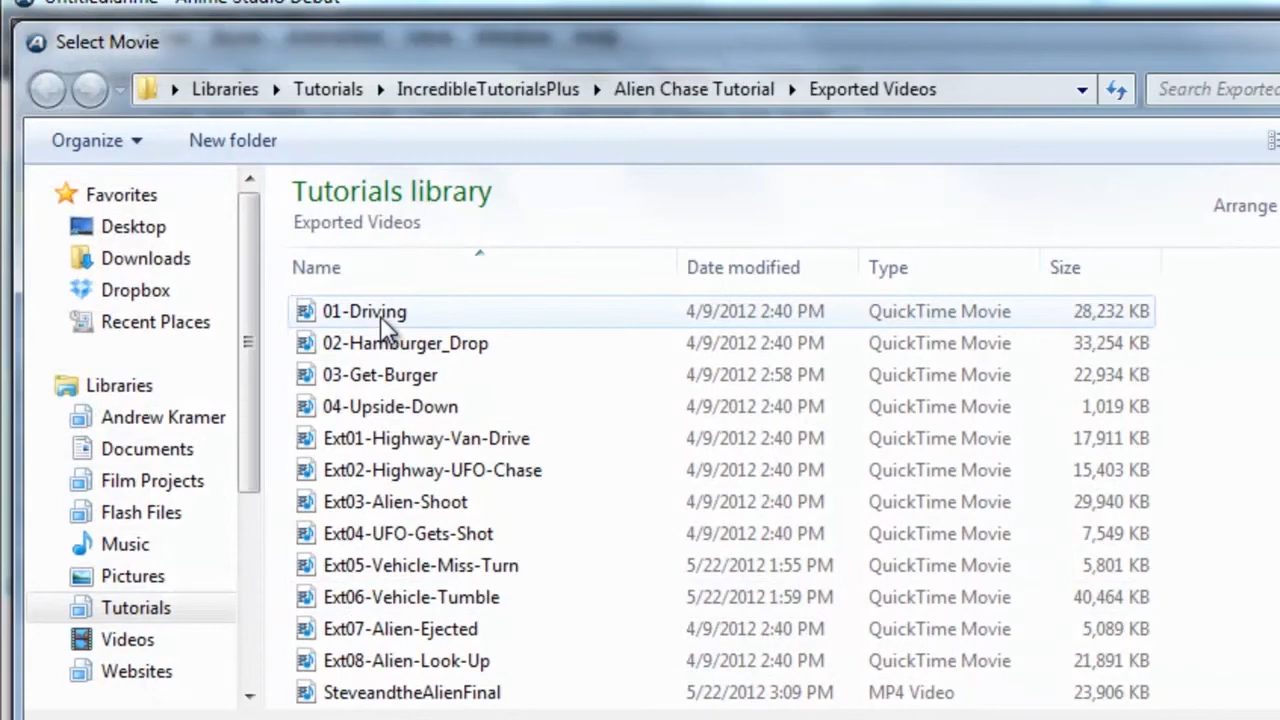 Select Movie
Libraries Tutorials IncredibleTutorialsPlus Alien Chase Tutorial Exported Videos Search Exported
Organize New folder
Favorites
Desktop
Downloads
Dropbox
Recent Places
Libraries
Andrew Kramer
Documents
Film Projects
Flash Files
Music
Pictures
Tutorials
Videos
Websites
Tutorials library
Exported Videos
Arrange
Name Date modified Type Size
01-Driving 4/9/2012 2:40 PM QuickTime Movie 28,232 KB
02-Hamburger_Drop 4/9/2012 2:40 PM QuickTime Movie 33,254 KB
03-Get-Burger 4/9/2012 2:58 PM QuickTime Movie 22,934 KB
04-Upside-Down 4/9/2012 2:40 PM QuickTime Movie 1,019 KB
Ext01-Highway-Van-Drive 4/9/2012 2:40 PM QuickTime Movie 17,911 KB
Ext02-Highway-UFO-Chase 4/9/2012 2:40 PM QuickTime Movie 15,403 KB
Ext03-Alien-Shoot 4/9/2012 2:40 PM QuickTime Movie 29,940 KB
Ext04-UFO-Gets-Shot 4/9/2012 2:40 PM QuickTime Movie 7,549 KB
Ext05-Vehicle-Miss-Turn 5/22/2012 1:55 PM QuickTime Movie 5,801 KB
Ext06-Vehicle-Tumble 5/22/2012 1:59 PM QuickTime Movie 40,464 KB
Ext07-Alien-Ejected 4/9/2012 2:40 PM QuickTime Movie 5,089 KB
Ext08-Alien-Look-Up 4/9/2012 2:40 PM QuickTime Movie 21,891 KB
SteveandtheAlienFinal 5/22/2012 3:09 PM MP4 Video 23,906 KB